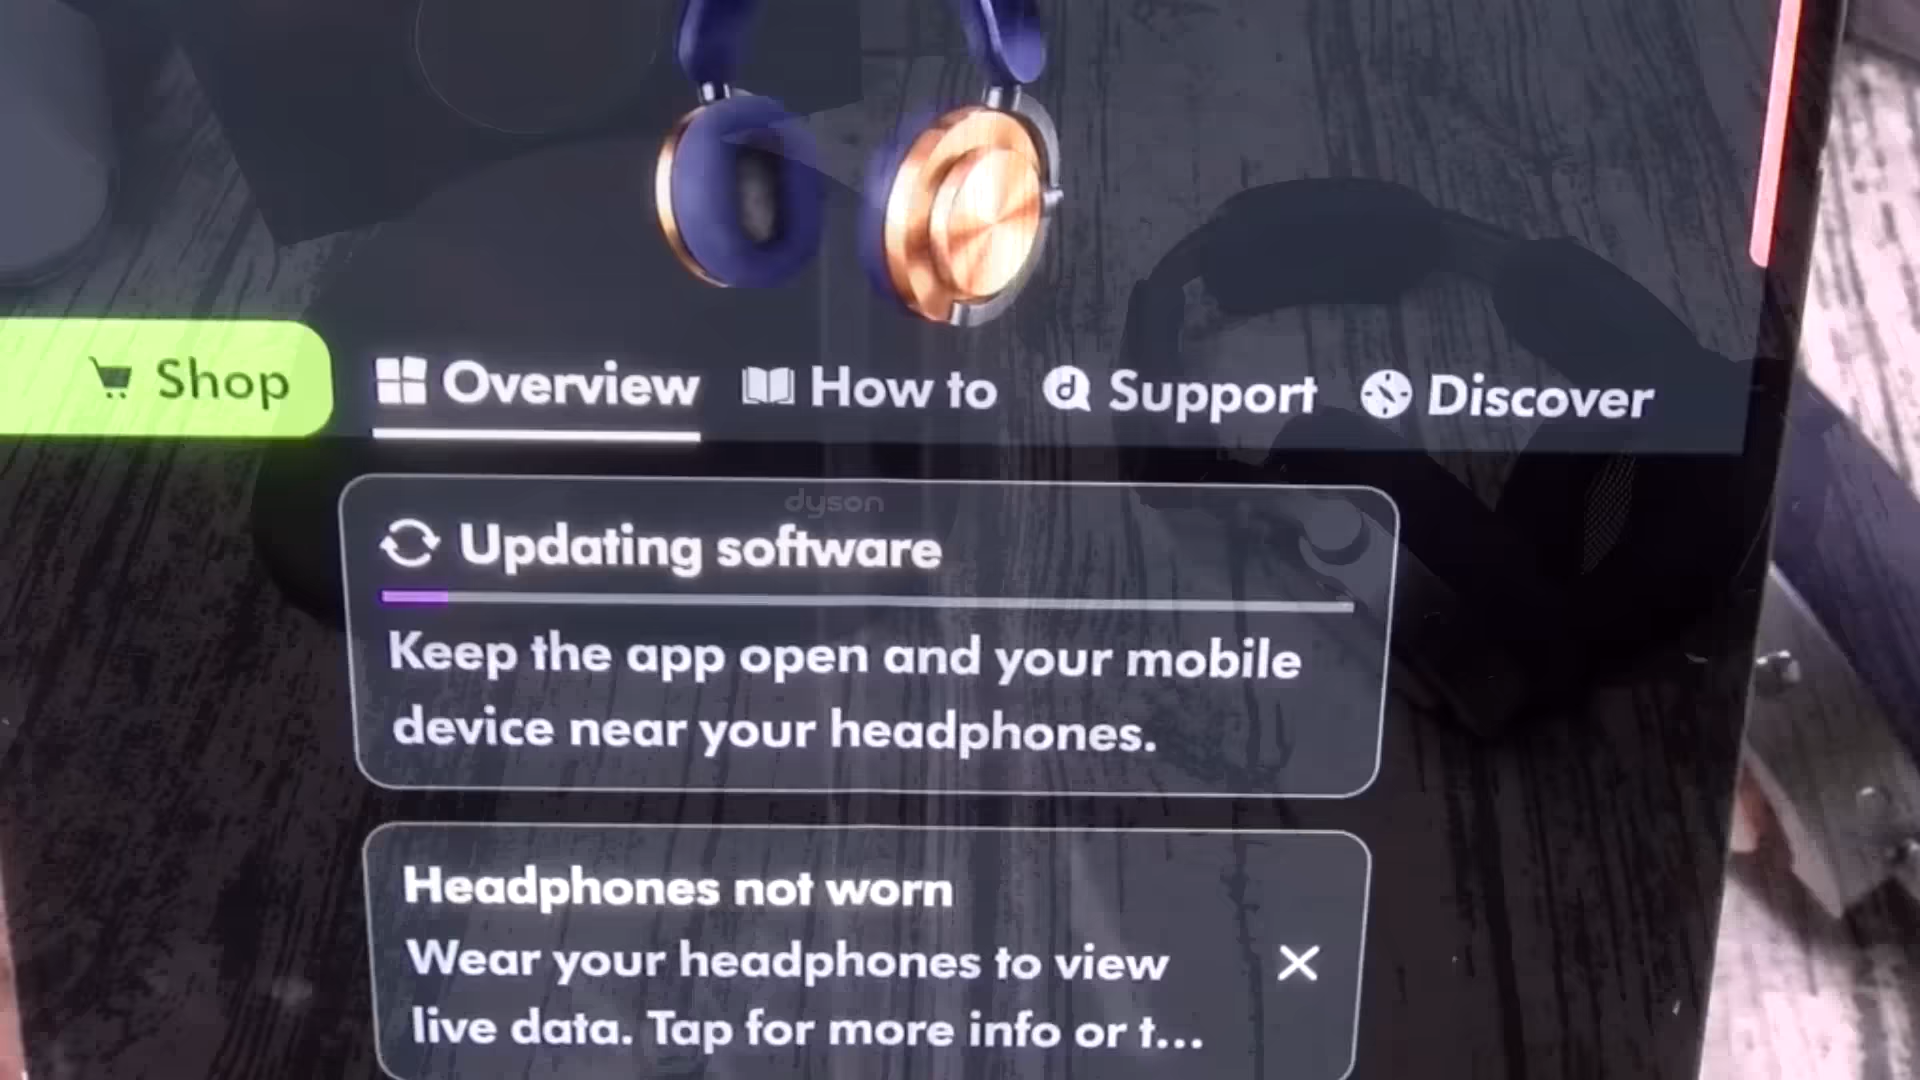 Shop
Overview
How to
Support
Discover
dyson
Updating software
Keep the app open and your mobile
device near your headphones.
Headphones not worn
Wear your headphones to view
live data. Tap for more info or t...